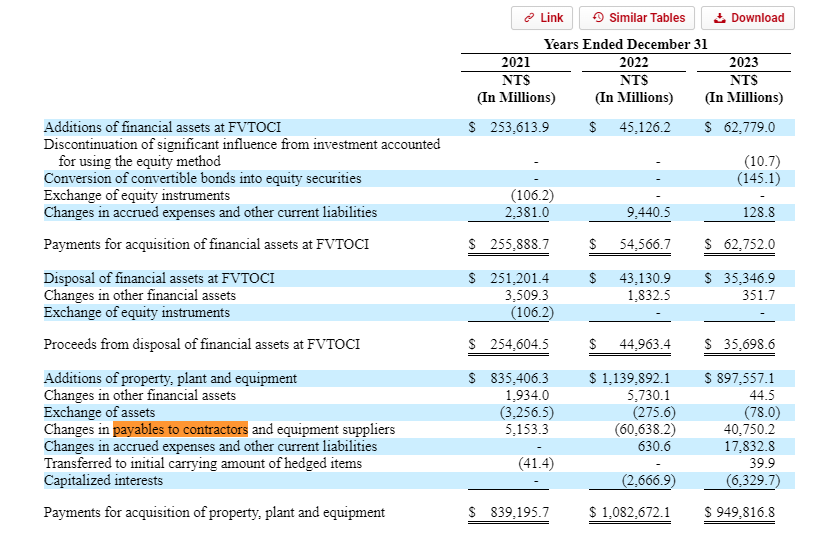 Link Similar Tables Download
Years Ended December 31
2021 2022 2023
NT$ NT$ NT$
(In Millions) (In Millions) (In Millions)
Additions of financial assets at FVTOCI $ 253,613.9 $ 45,126.2 $ 62,779.0
Discontinuation of significant influence from investment accounted
for using the equity method - - (10.7)
Conversion of convertible bonds into equity securities - - (145.1)
Exchange of equity instruments (106.2) - -
Changes in accrued expenses and other current liabilities 2,381.0 9,440.5 128.8
Payments for acquisition of financial assets at FVTOCI $ 255,888.7 $ 54,566.7 $ 62,752.0
Disposal of financial assets at FVTOCI $ 251,201.4 $ 43,130.9 $ 35,346.9
Changes in other financial assets 3,509.3 1,832.5 351.7
Exchange of equity instruments (106.2) - -
Proceeds from disposal of financial assets at FVTOCI $ 254,604.5 $ 44,963.4 $ 35,698.6
Additions of property, plant and equipment $ 835,406.3 $ 1,139,892.1 $ 897,557.1
Changes in other financial assets 1,934.0 5,730.1 44.5
Exchange of assets (3,256.5) (275.6) (78.0)
Changes in payables to contractors and equipment suppliers 5,153.3 (60,638.2) 40,750.2
Changes in accrued expenses and other current liabilities - 630.6 17,832.8
Transferred to initial carrying amount of hedged items (41.4) - 39.9
Capitalized interests - (2,666.9) (6,329.7)
Payments for acquisition of property, plant and equipment $ 839,195.7 $ 1,082,672.1 $ 949,816.8